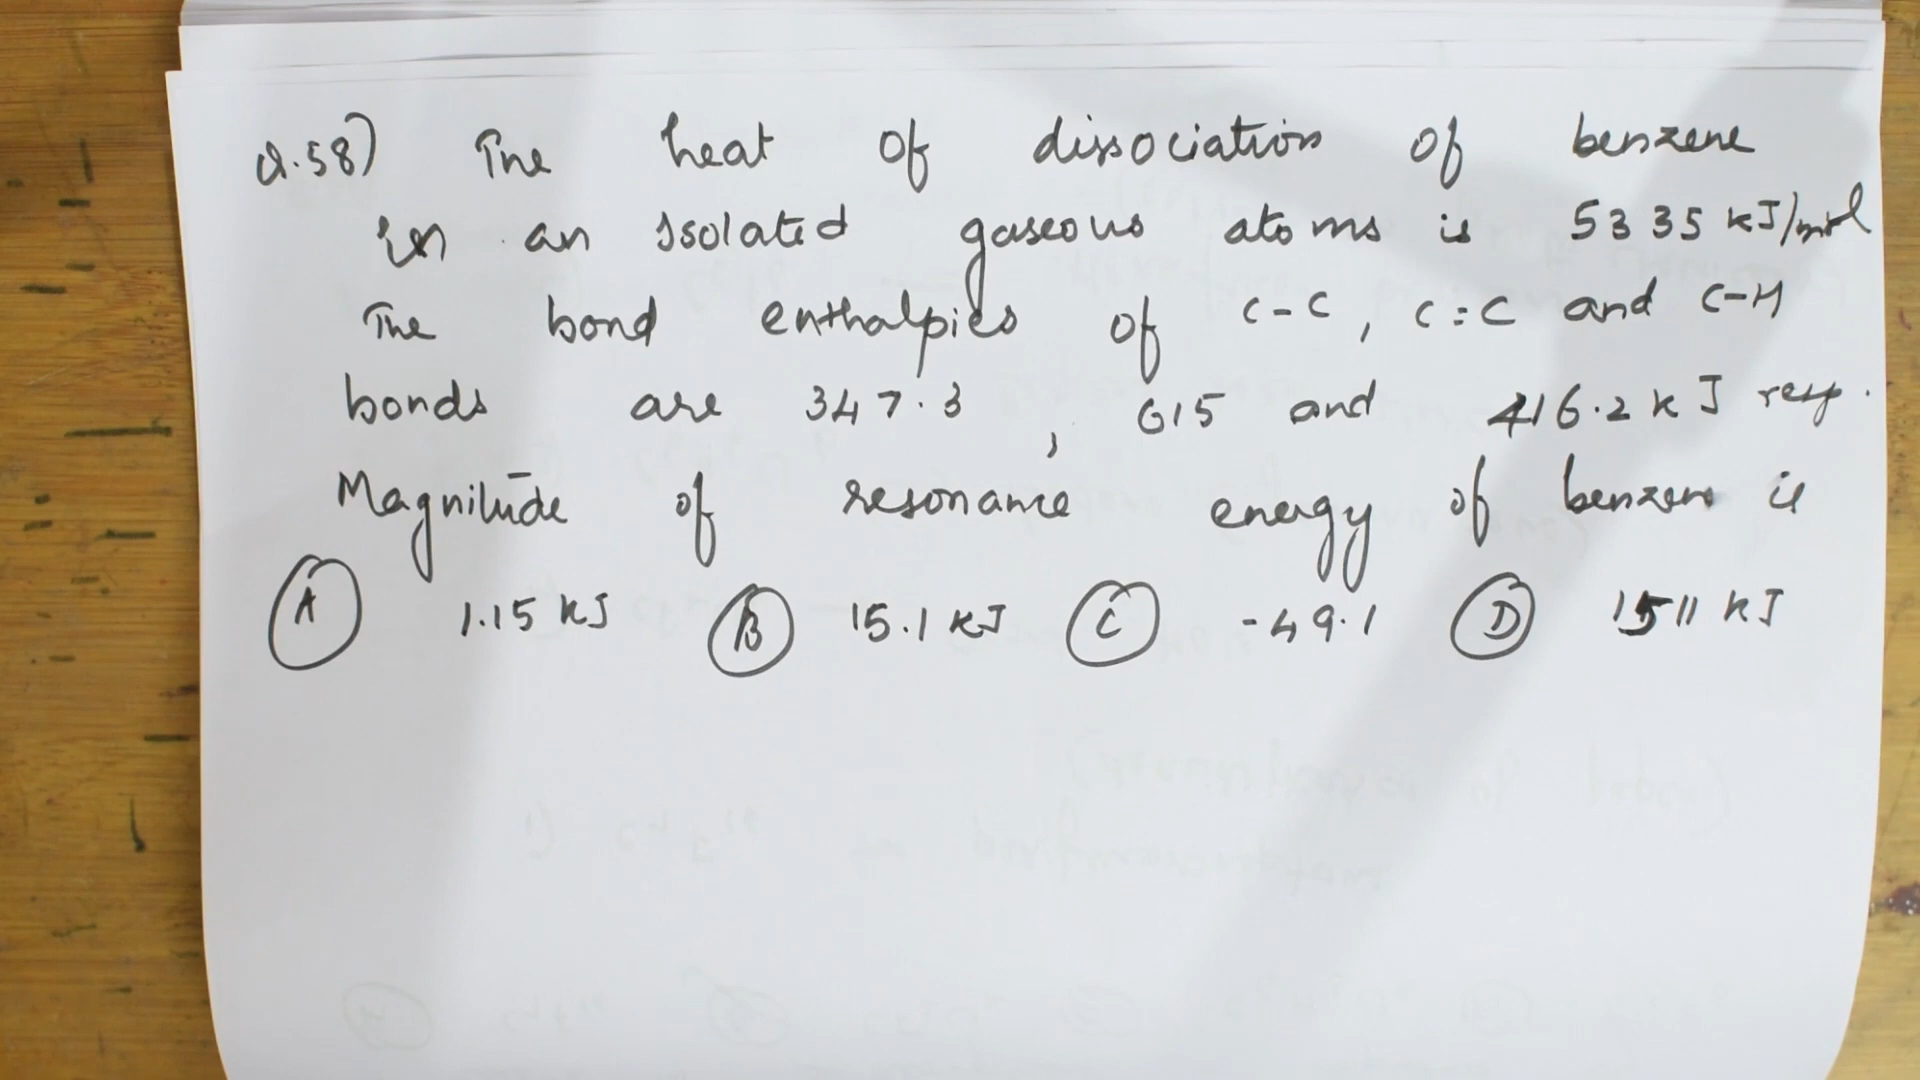 Q.58) The heat of dissociation of benzene
in an isolated gaseous atoms is 5335 kJ/mol
The bond enthalpies of C-C, C=C and C-H
bonds are 347.3, 615 and 416.2 kJ resp.
Magnitude of resonance energy of benzene is
(A) 1.15 kJ (B) 15.1 kJ (C) -49.1 (D) 1511 kJ